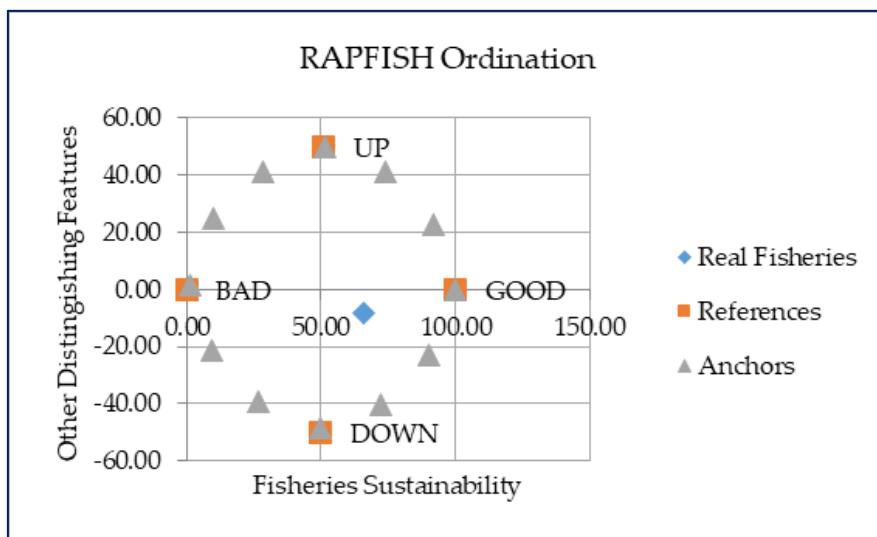 RAPFISH Ordination
60.00
UP
40.00
20.00
0.00
BAD
GOOD
0.00
50.00
100.00
150.00
-20.00
-40.00
DOWN
-60.00
Other Distingishing Features
Fisheries Sustainability
Real Fisheries
References
Anchors